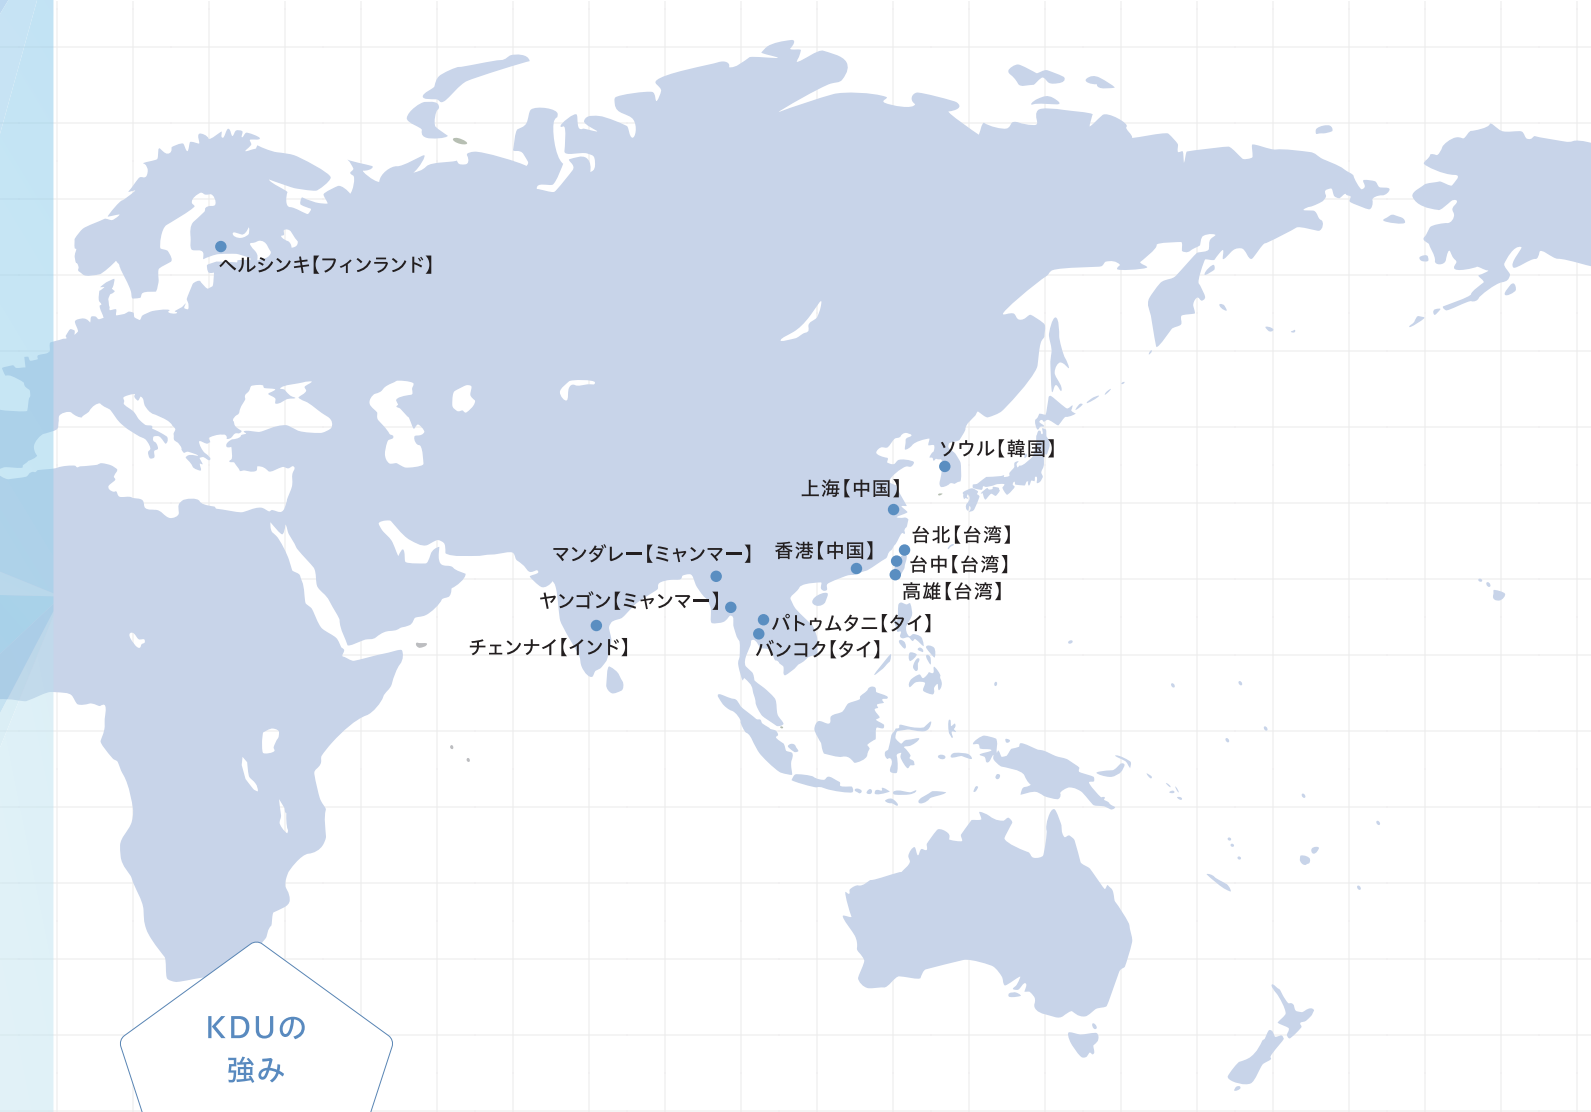 ヘルシンキ【フィンランド】
ソウル【韓国】
上海【中国】
台北【台湾】
マンダレー【ミャンマー】
香港【中国】
台中【台湾】
高雄【台湾】
ヤンゴン【ミャンマー】
パトゥムタニ【タイ】
チェンナイ【インド】
バンコク【タイ】
KDUの
強み